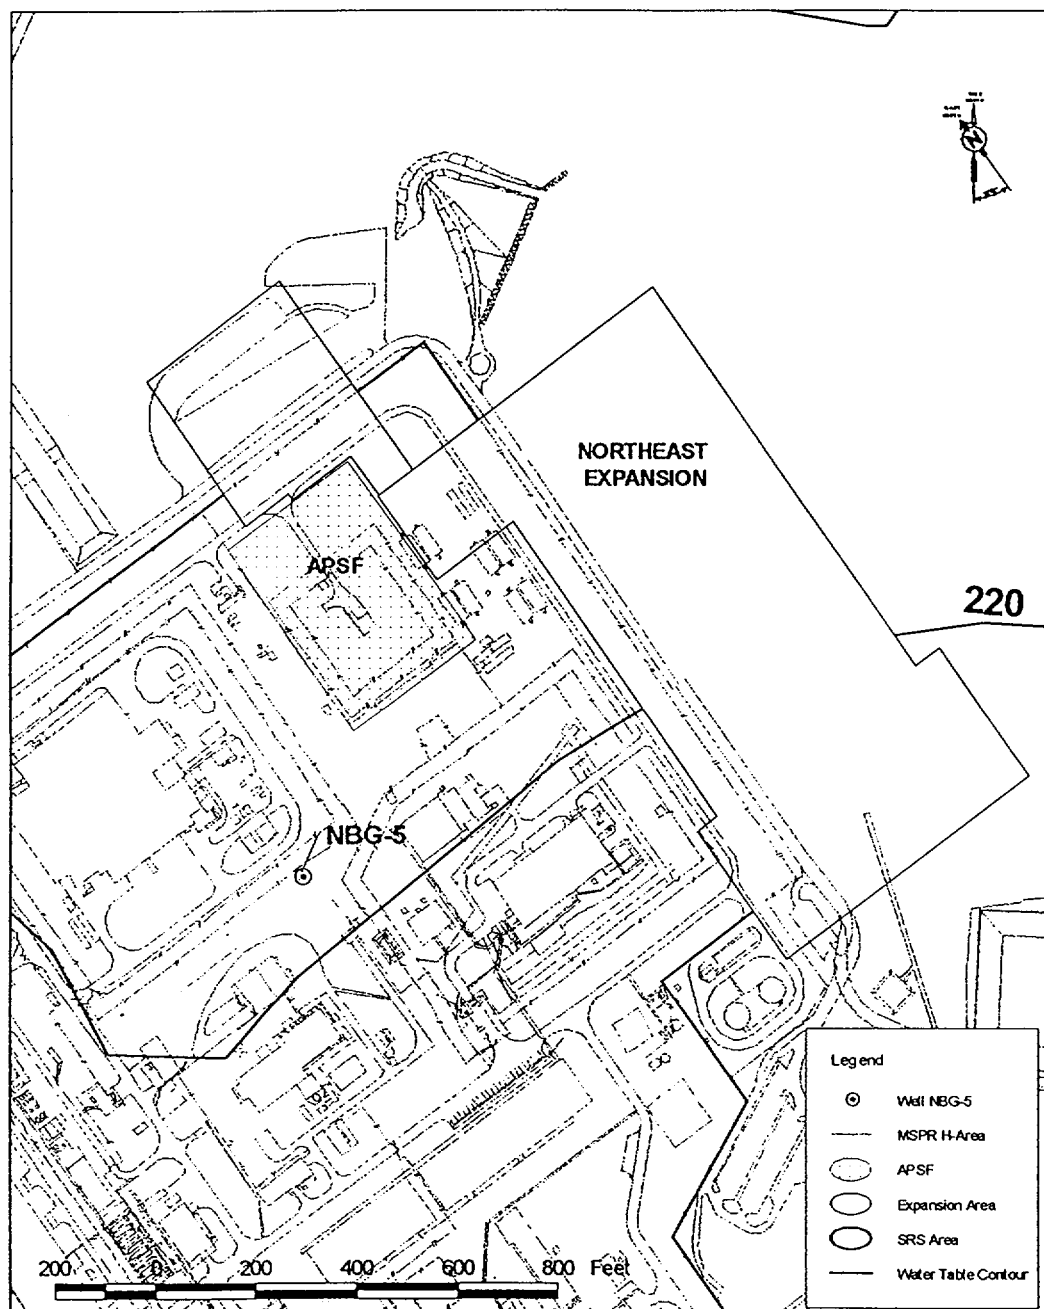 NORTHEAST
EXPANSION
APSF
220
NBG-5
Legend
Well NBG-5
MSPR H-Area
APSF
Expansion Area
SRS Area
Water Table Contour
200 0 200 400 600 800 Feet